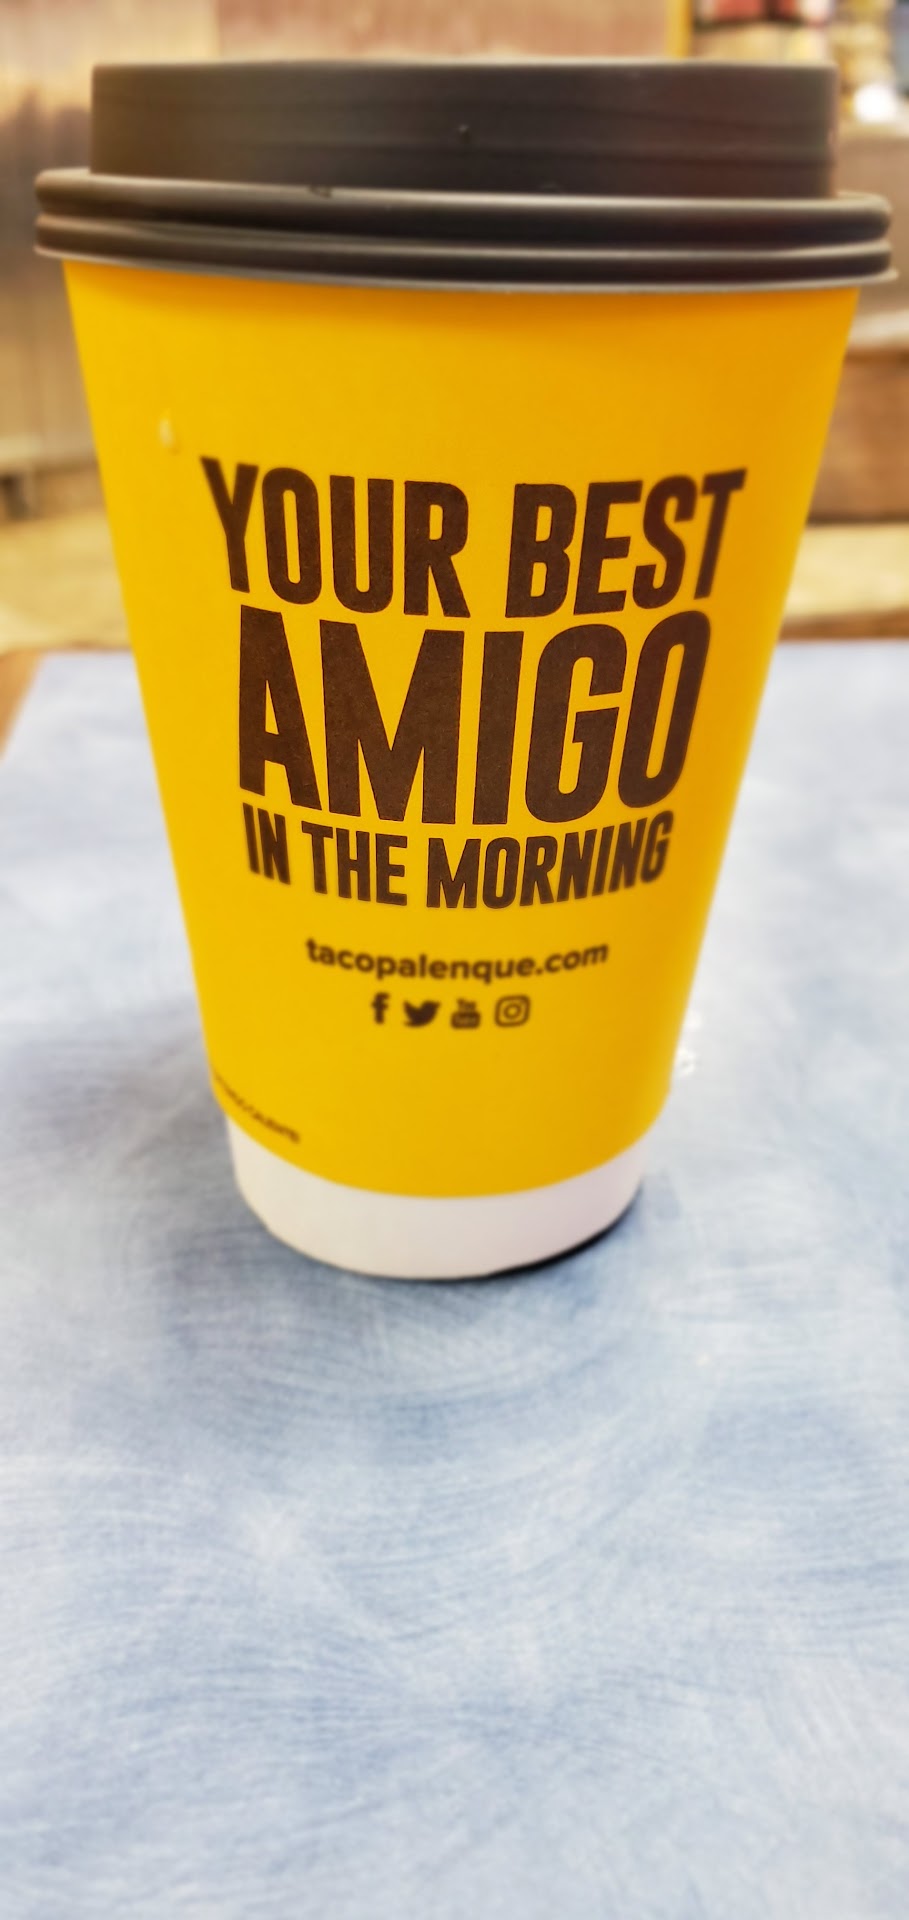 YOUR BEST
AMIGO
IN THE MORNING
tacopalenque.com